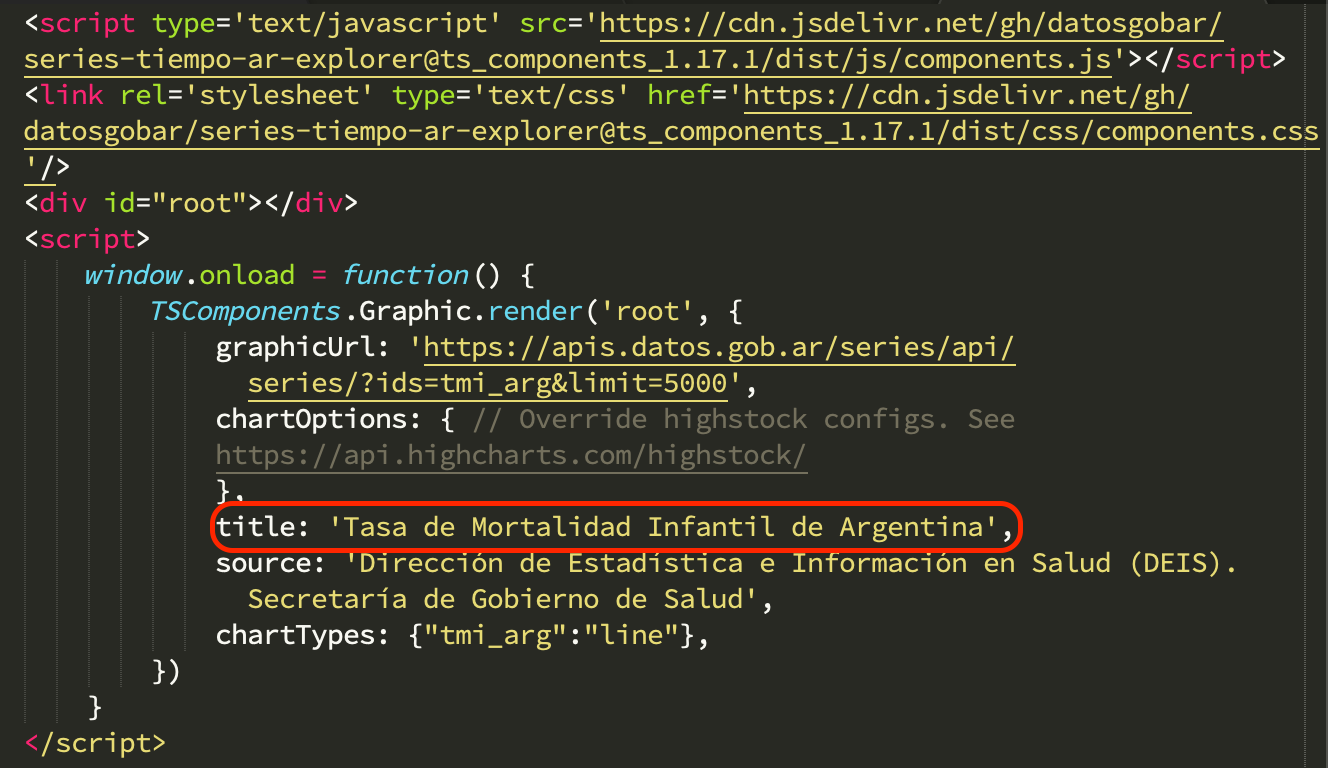 <script type='text/javascript' src='https://cdn.jsdelivr.net/gh/datosgobar/
series-tiempo-ar-explorer@ts_components_1.17.1/dist/js/components.js'></script>
<link rel='stylesheet' type='text/css' href='https://cdn.jsdelivr.net/gh/
datosgobar/series-tiempo-ar-explorer@ts_components_1.17.1/dist/css/components.css
'/>
<div id="root"></div>
<script>
    window.onload = function() {
        TSComponents.Graphic.render('root', {
            graphicUrl: 'https://apis.datos.gob.ar/series/api/
              series/?ids=tmi_arg&limit=5000',
            chartOptions: { // Override highstock configs. See
            https://api.highcharts.com/highstock/
            },
            title: 'Tasa de Mortalidad Infantil de Argentina',
            source: 'Dirección de Estadística e Información en Salud (DEIS).
              Secretaría de Gobierno de Salud',
            chartTypes: {"tmi_arg":"line"},
        })
    }
</script>